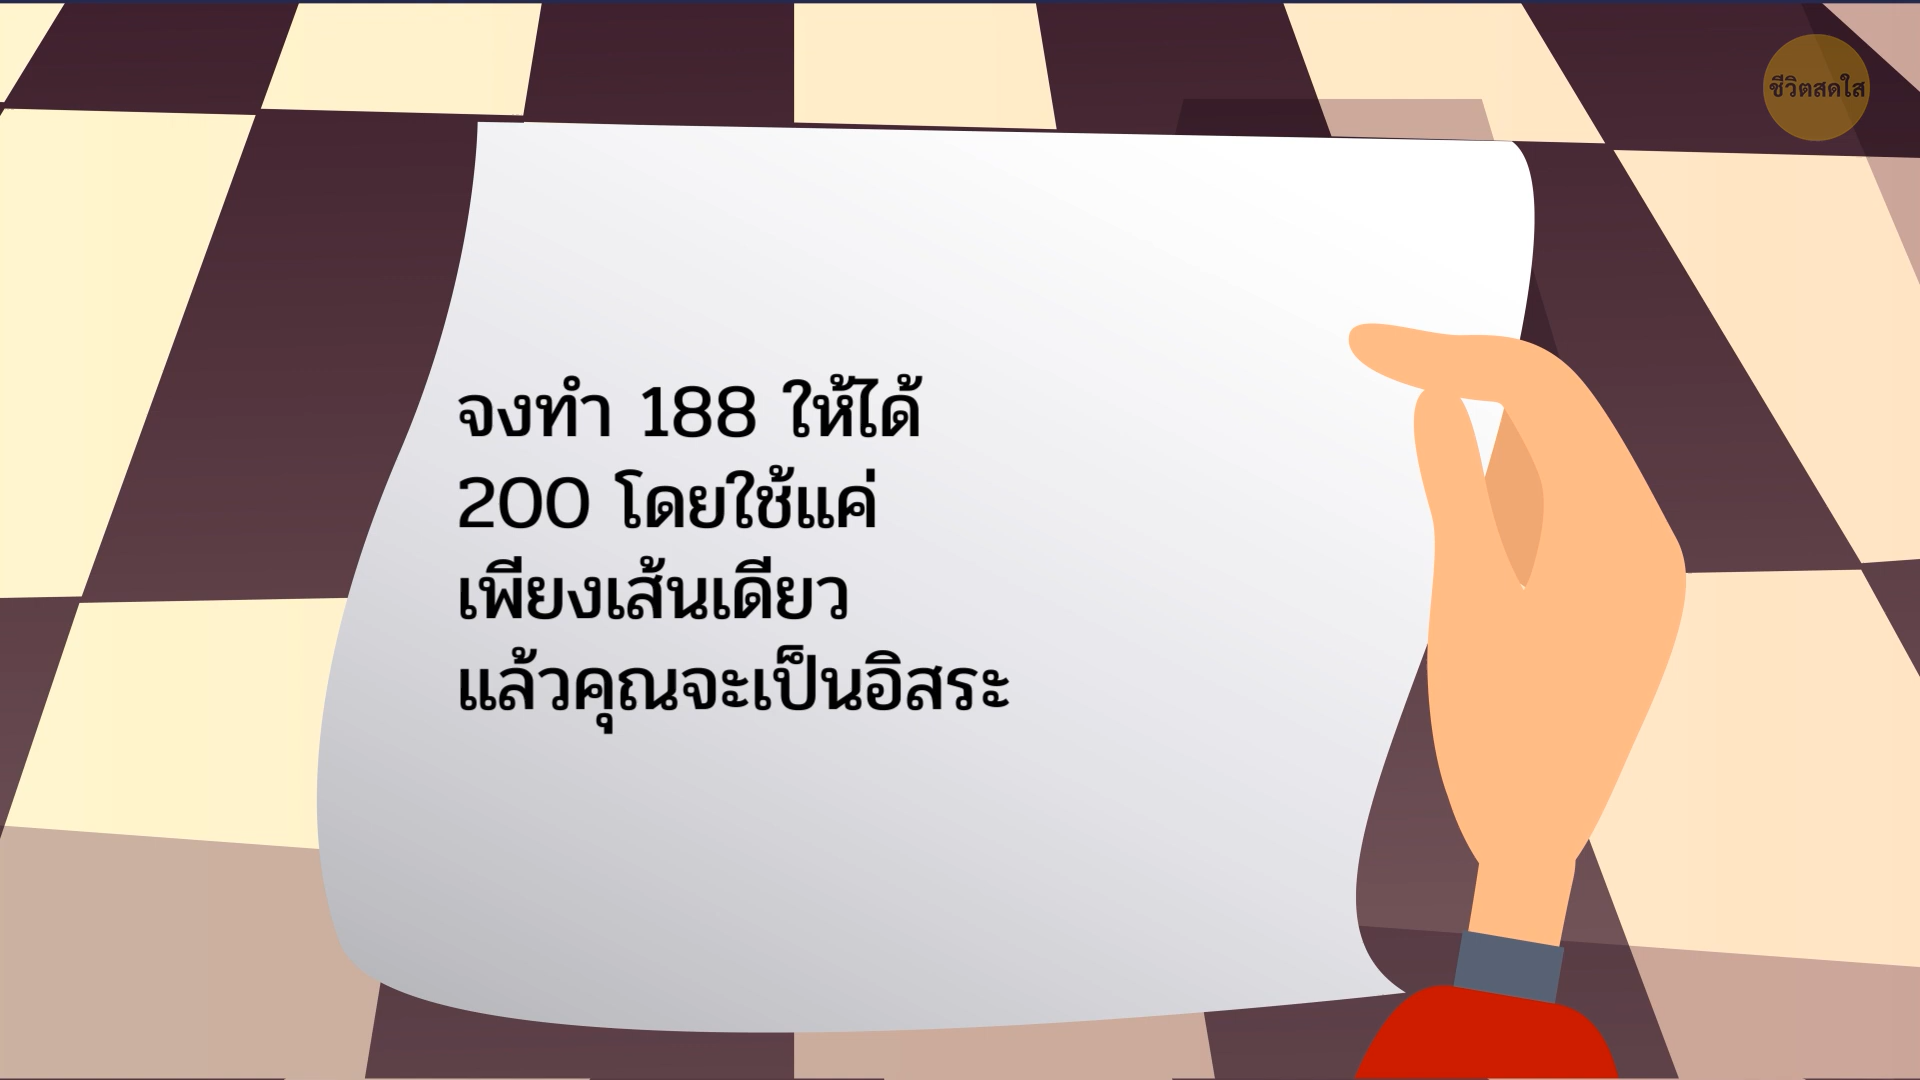 ชีวิตสดใส
จงทำ 188 ให้ได้
200 โดยใช้แค่
เพียงเส้นเดียว
แล้วคุณจะเป็นอิสระ